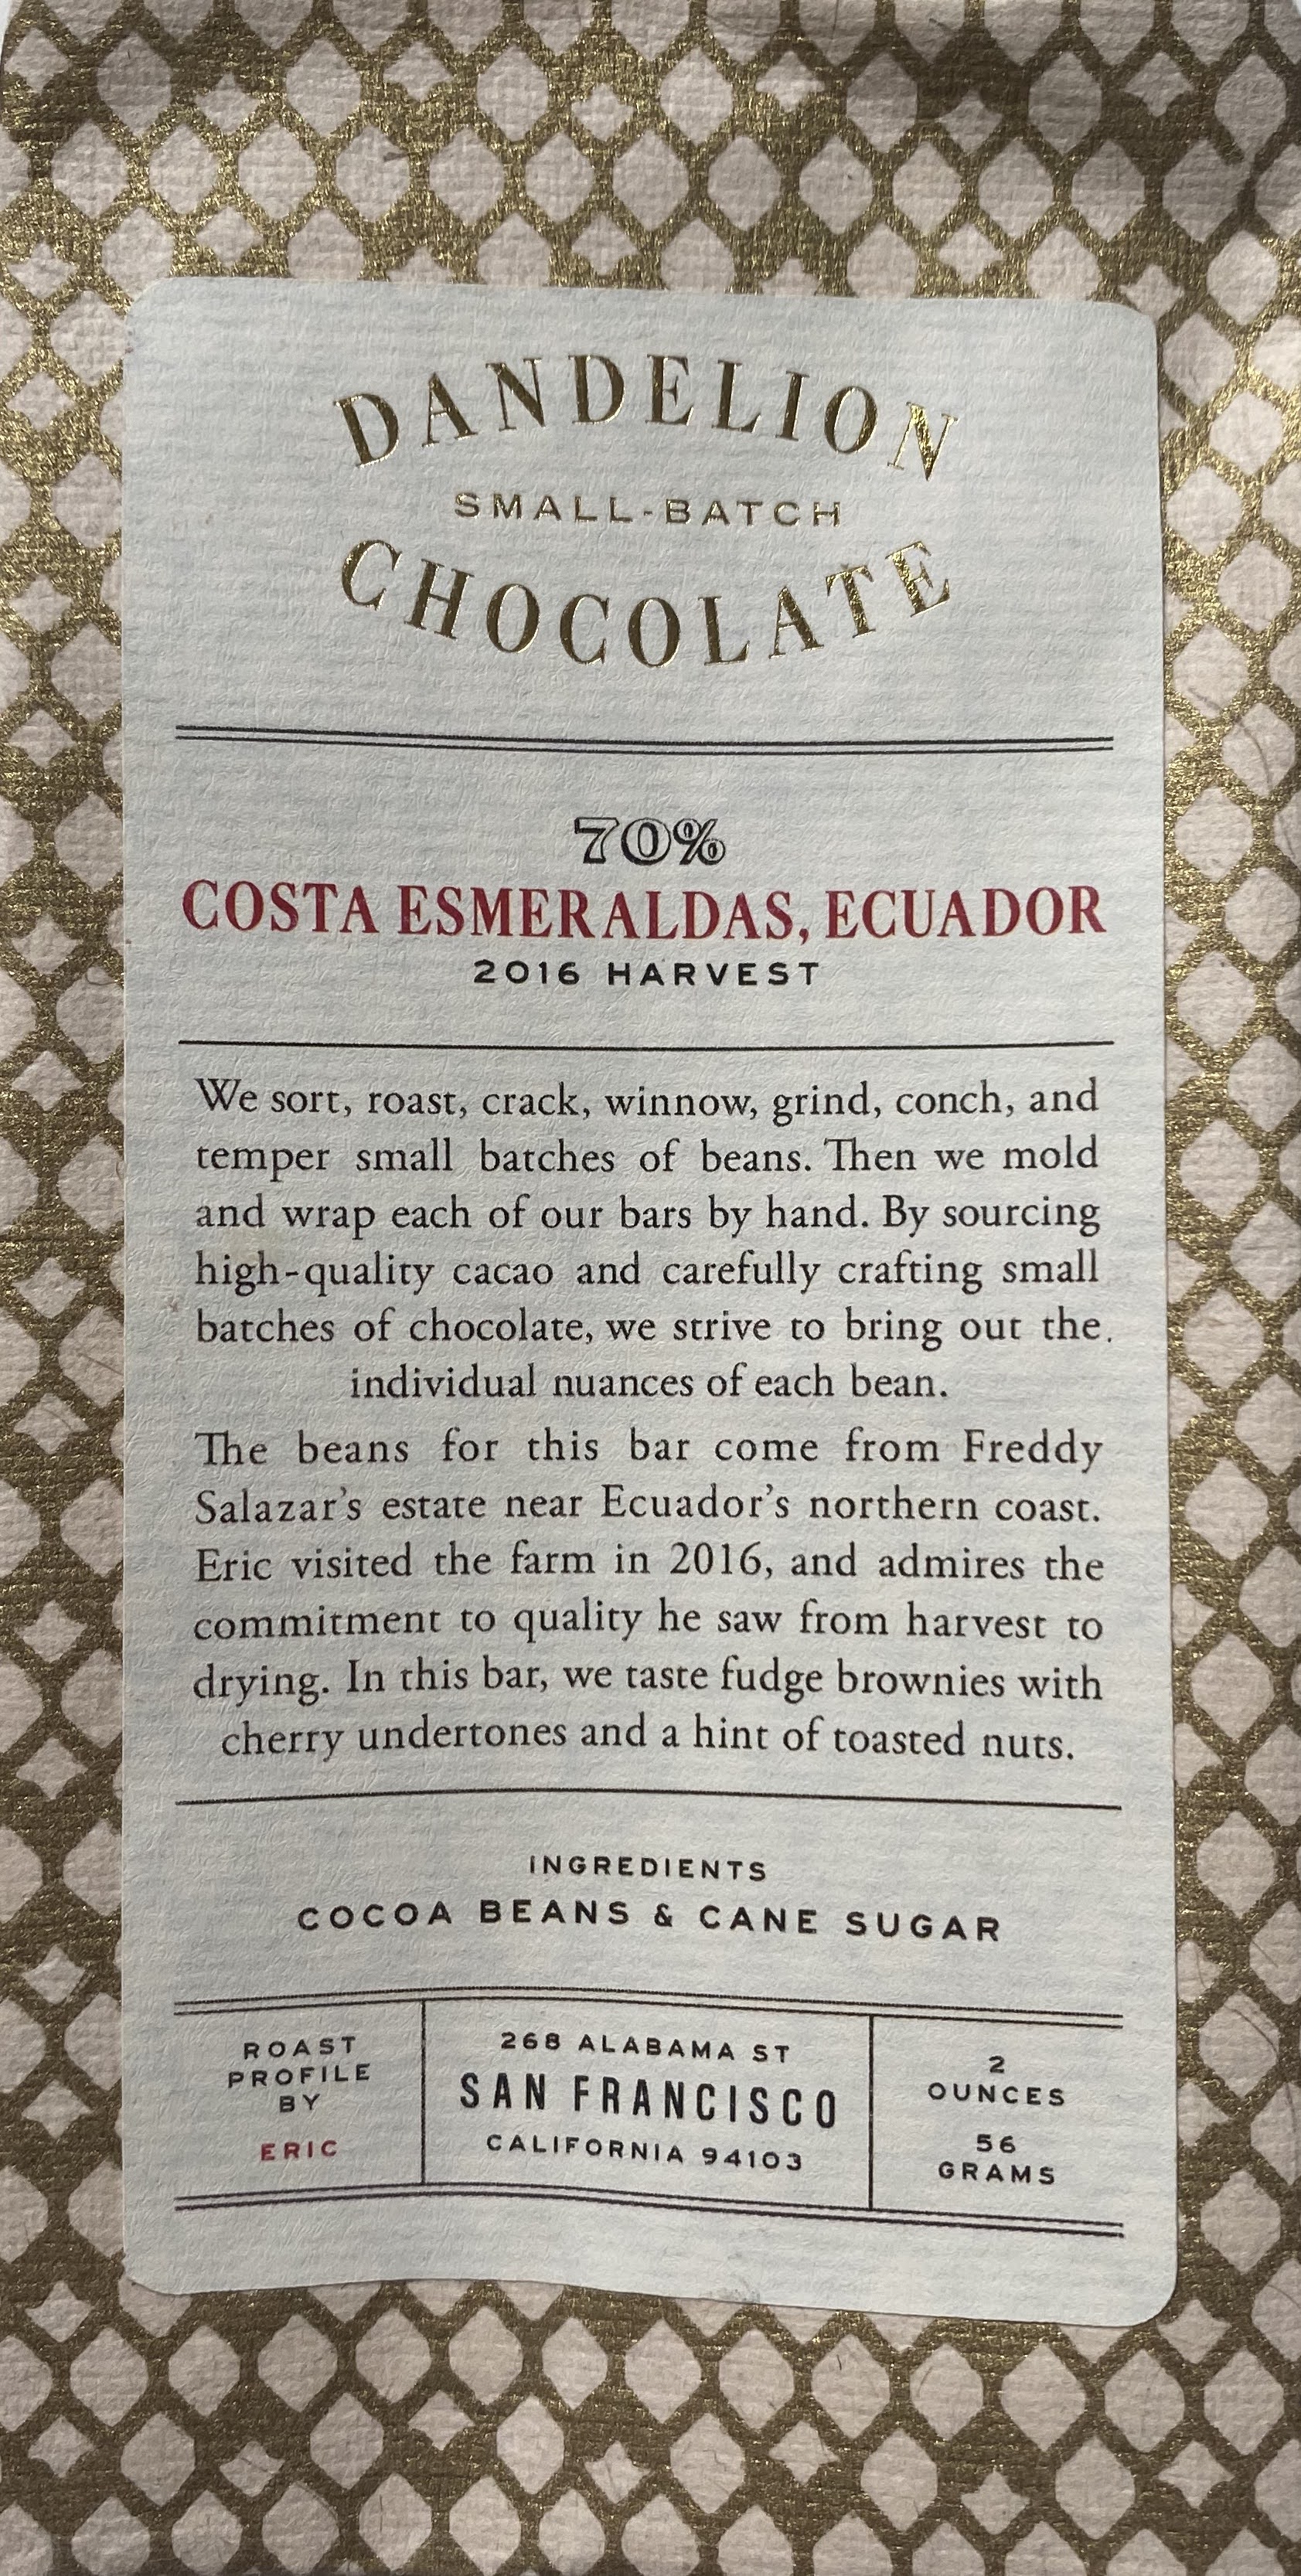 DANDELION
SMALL-BATCH
CHOCOLATE
70%
COSTA ESMERALDAS, ECUADOR
2016 HARVEST
We sort, roast, crack, winnow, grind, conch, and
temper small batches of beans. Then we mold
and wrap each of our bars by hand. By sourcing
high-quality cacao and carefully crafting small
batches of chocolate, we strive to bring out the
individual nuances of each bean.
The beans for this bar come from Freddy
Salazar's estate near Ecuador's northern coast.
Eric visited the farm in 2016, and admires the
commitment to quality he saw from harvest to
drying. In this bar, we taste fudge brownies with
cherry undertones and a hint of toasted nuts.
INGREDIENTS
COCOA BEANS & CANE SUGAR
ROAST
PROFILE
BY
ERIC
268 ALABAMA ST
SAN FRANCISCO
CALIFORNIA 94103
2
OUNCES
56
GRAMS